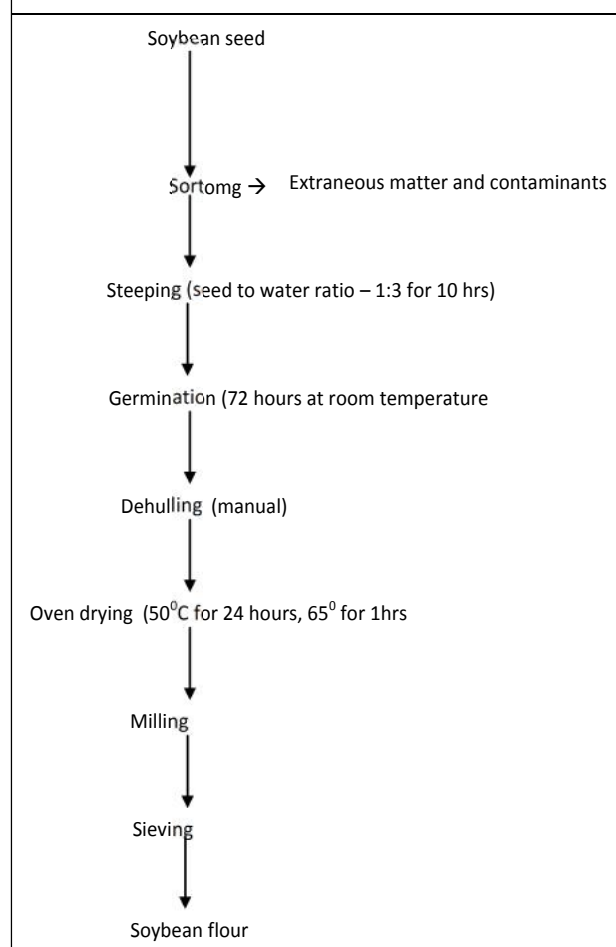 Soybean seed
Sortomg → Extraneous matter and contaminants
Steeping (seed to water ratio – 1:3 for 10 hrs)
Germination (72 hours at room temperature
Dehulling (manual)
Oven drying (50⁰C for 24 hours, 65⁰ for 1hrs
Milling
Sieving
Soybean flour